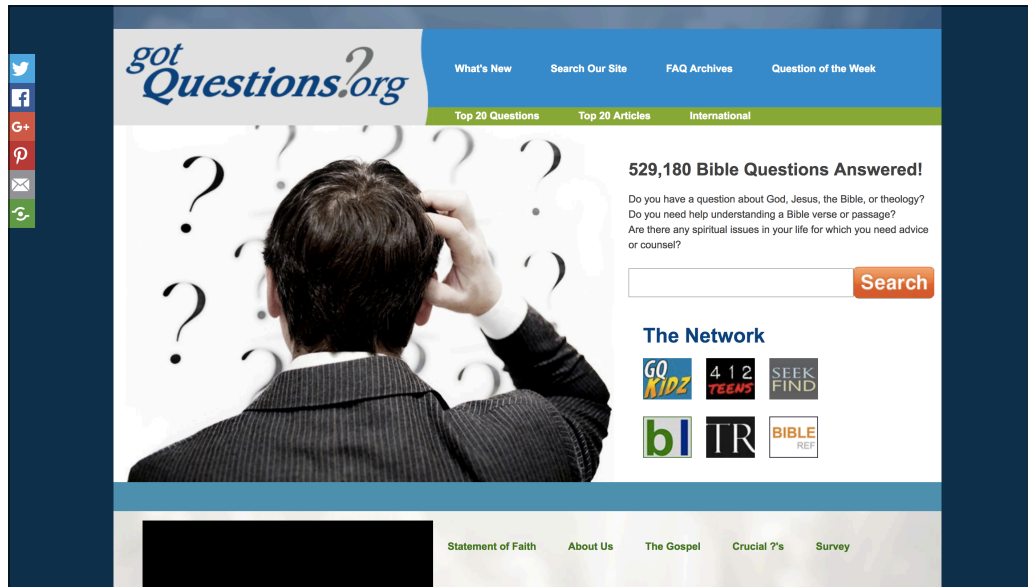 got
Questions?org
What's New Search Our Site FAQ Archives Question of the Week
Top 20 Questions Top 20 Articles International
G+
529,180 Bible Questions Answered!
Do you have a question about God, Jesus, the Bible, or theology?
Do you need help understanding a Bible verse or passage?
Are there any spiritual issues in your life for which you need advice
or counsel?
Search
The Network
GQ
KIDZ
4 1 2
TEENS
SEEK
FIND
bl
TR
BIBLE
REF
Statement of Faith About Us The Gospel Crucial ?'s Survey